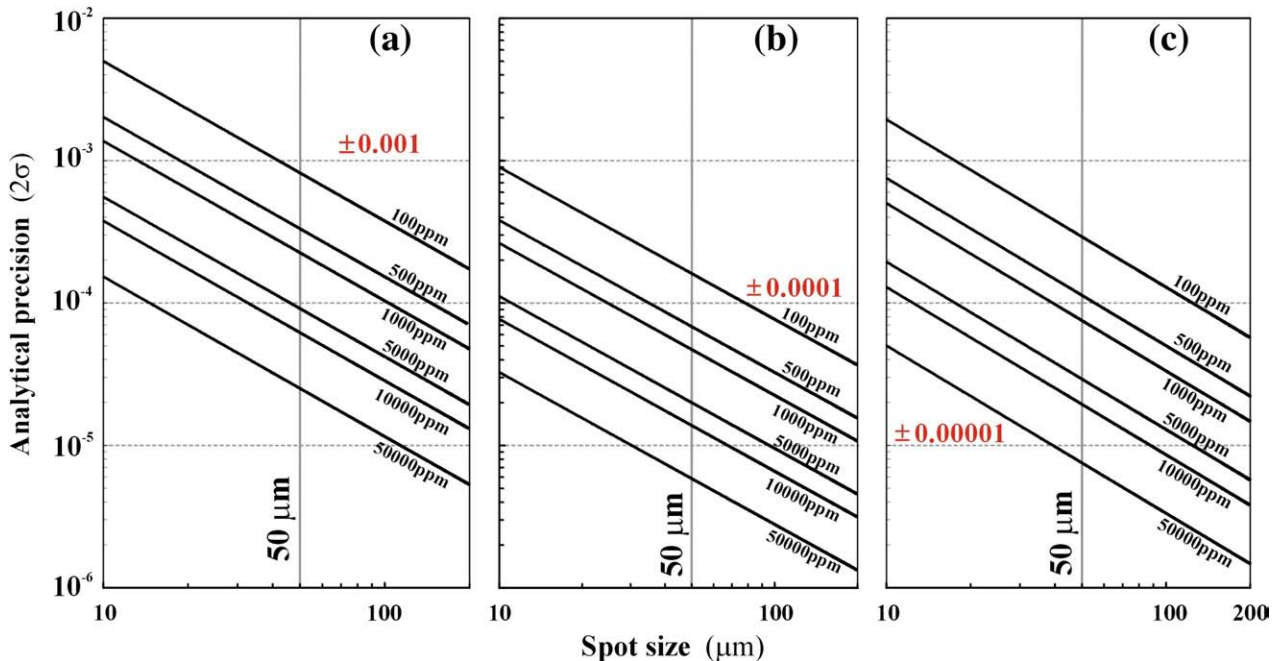 Analytical precision (2σ)
10⁻²
10⁻³
10⁻⁴
10⁻⁵
10⁻⁶
(a)
±0.001
100ppm
500ppm
1000ppm
5000ppm
10000ppm
50000ppm
50 μm
10
100
(b)
±0.0001
100ppm
500ppm
1000ppm
5000ppm
10000ppm
50000ppm
50 μm
10
100
(c)
±0.00001
100ppm
500ppm
1000ppm
5000ppm
10000ppm
50000ppm
50 μm
10
100
200
Spot size (μm)